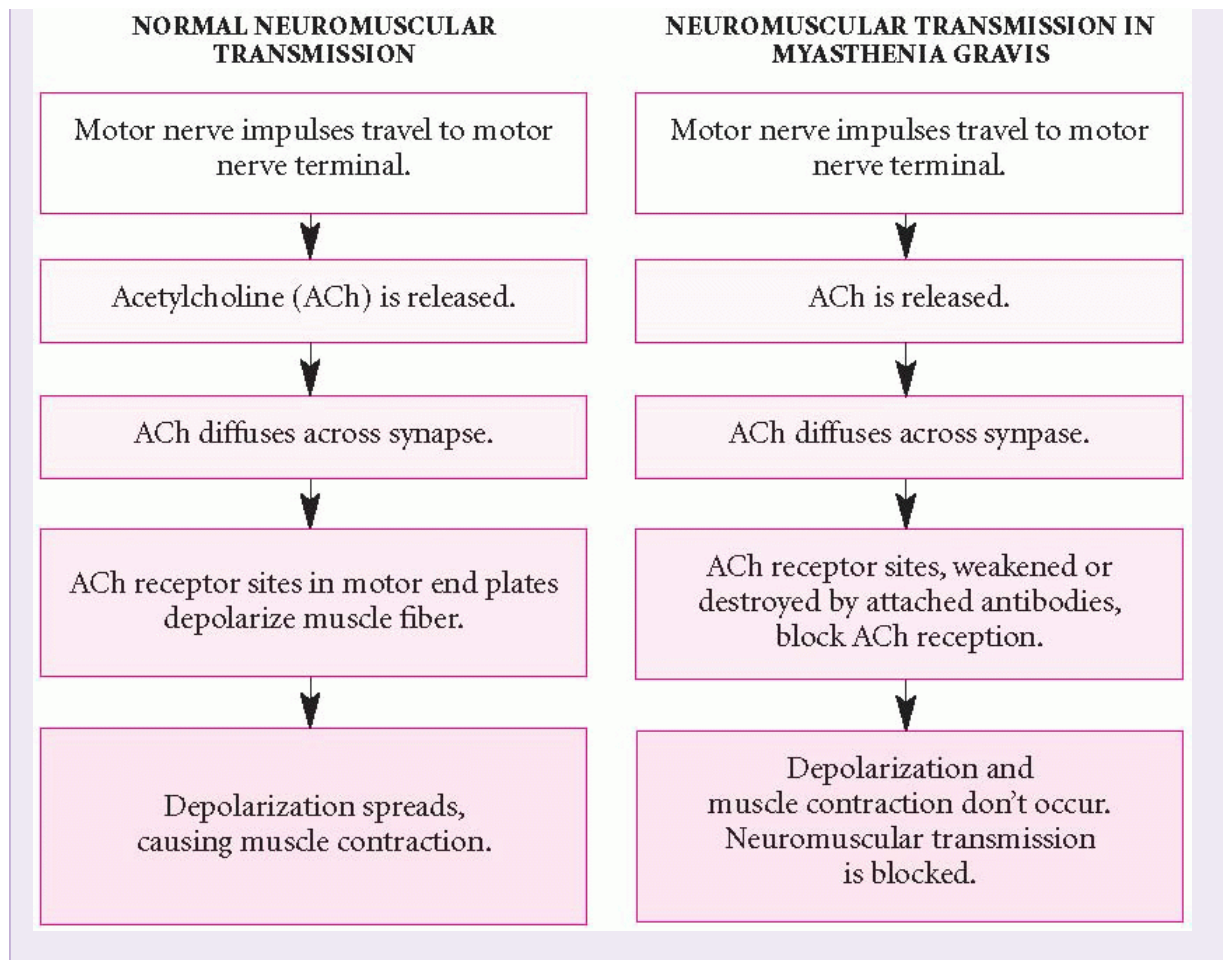 NORMAL NEUROMUSCULAR
TRANSMISSION
Motor nerve impulses travel to motor
nerve terminal.
Acetylcholine (ACh) is released.
ACh diffuses across synapse.
ACh receptor sites in motor end plates
depolarize muscle fiber.
Depolarization spreads,
causing muscle contraction.
NEUROMUSCULAR TRANSMISSION IN
MYASTHENIA GRAVIS
Motor nerve impulses travel to motor
nerve terminal.
ACh is released.
ACh diffuses across synpase.
ACh receptor sites, weakened or
destroyed by attached antibodies,
block ACh reception.
Depolarization and
muscle contraction don’t occur.
Neuromuscular transmission
is blocked.